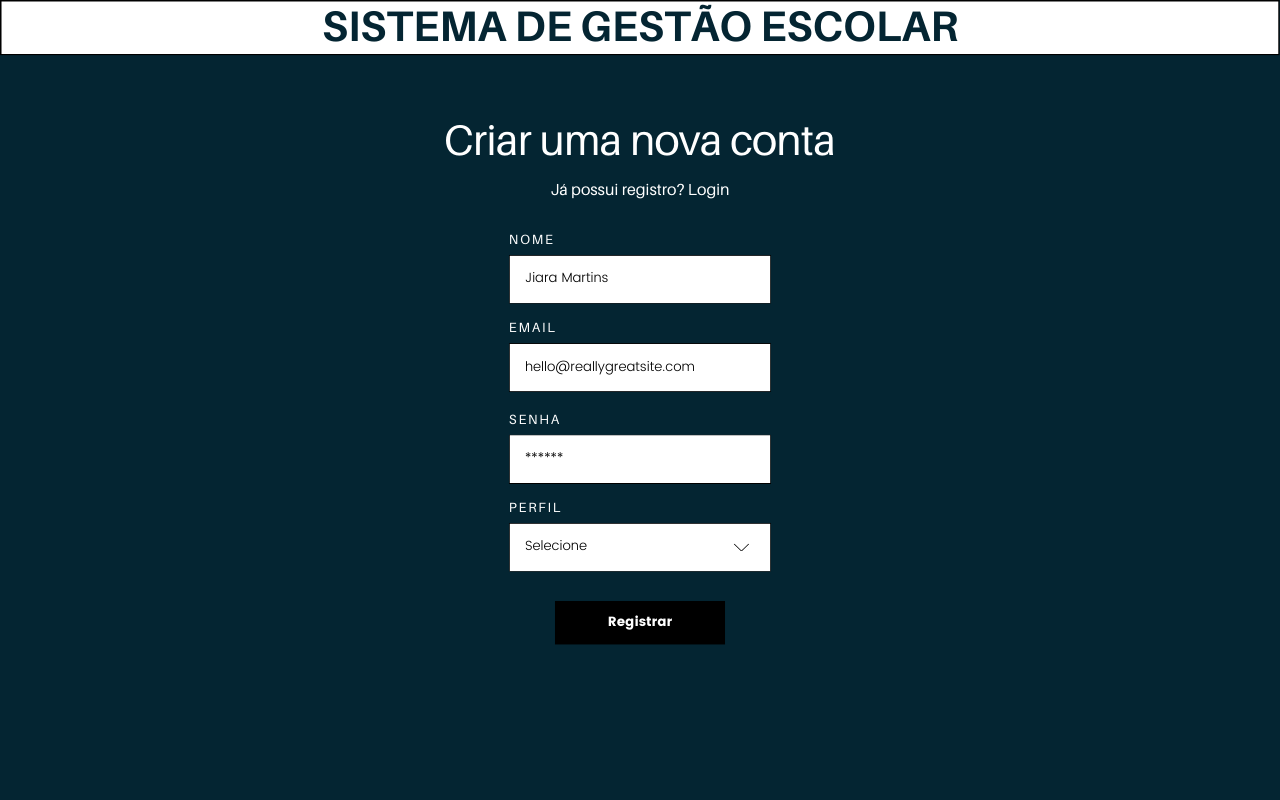 SISTEMA DE GESTÃO ESCOLAR
Criar uma nova conta
Já possui registro? Login
NOME
Jiara Martins
EMAIL
hello@reallygreatsite.com
SENHA
******
PERFIL
Selecione
Registrar